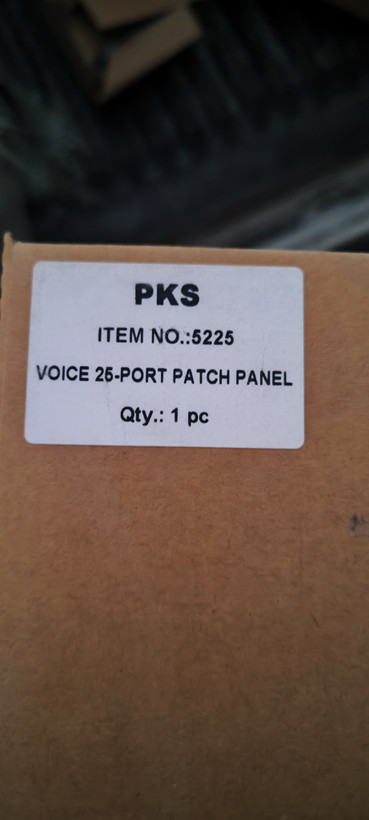 PKS
ITEM NO.:5225
VOICE 25-PORT PATCH PANEL
Qty.: 1 pc